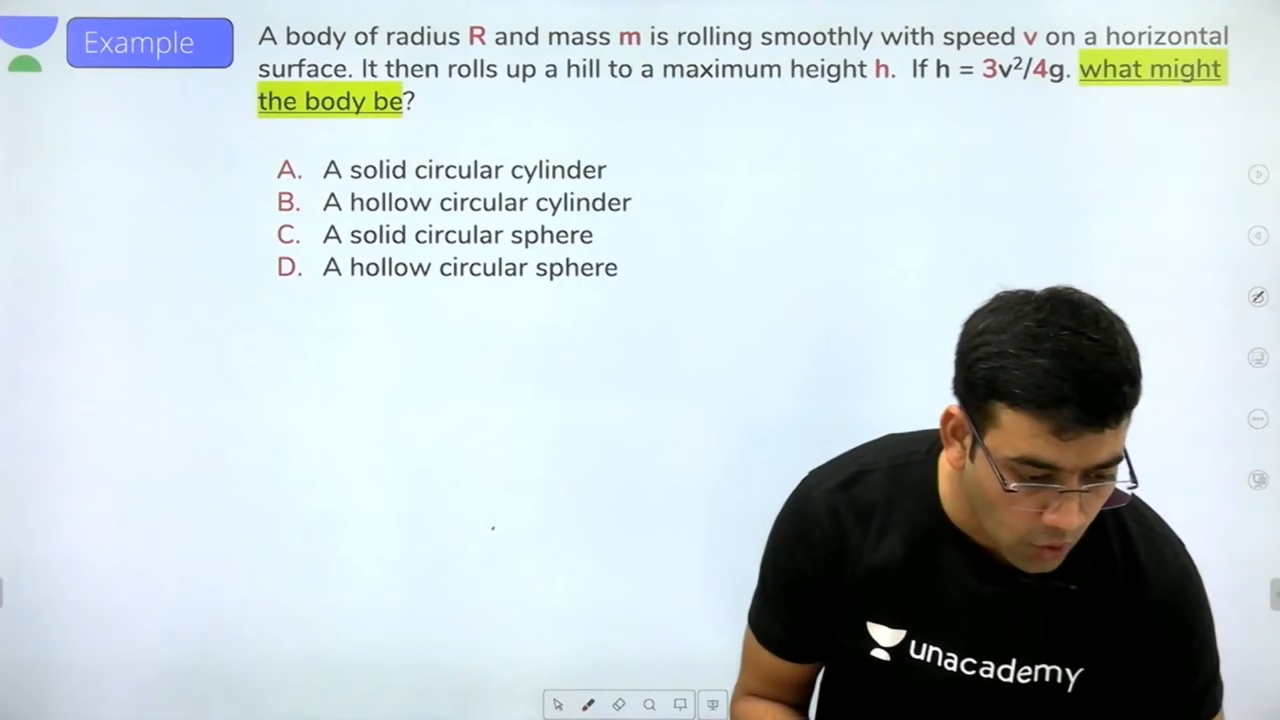 Example
A body of radius R and mass m is rolling smoothly with speed v on a horizontal
surface. It then rolls up a hill to a maximum height h. If h = 3v²/4g. what might
the body be?
A. A solid circular cylinder
B. A hollow circular cylinder
C. A solid circular sphere
D. A hollow circular sphere
unacademy